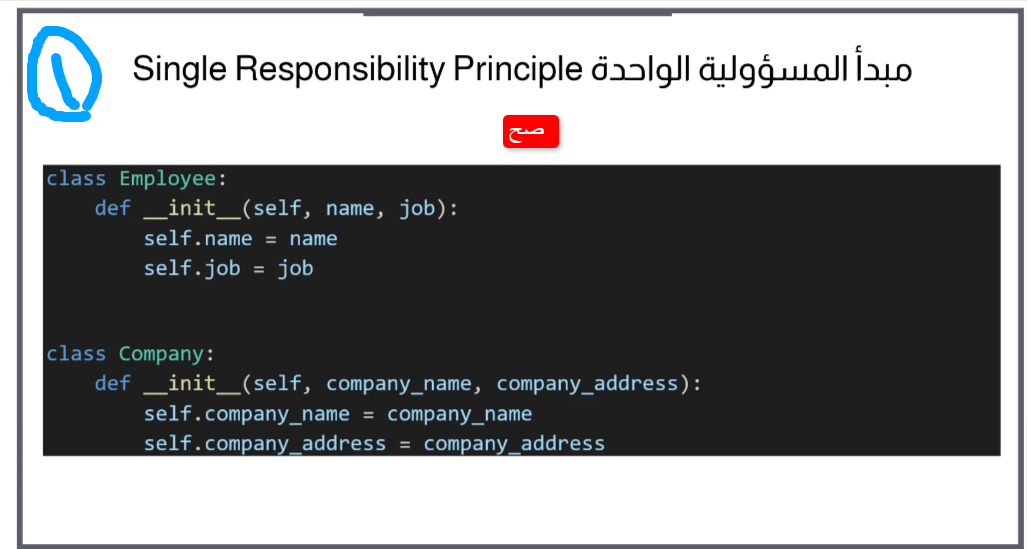 Single Responsibility Principle مبدأ المسؤولية الواحدة
صح
class Employee:
    def __init__(self, name, job):
        self.name = name
        self.job = job
class Company:
    def __init__(self, company_name, company_address):
        self.company_name = company_name
        self.company_address = company_address